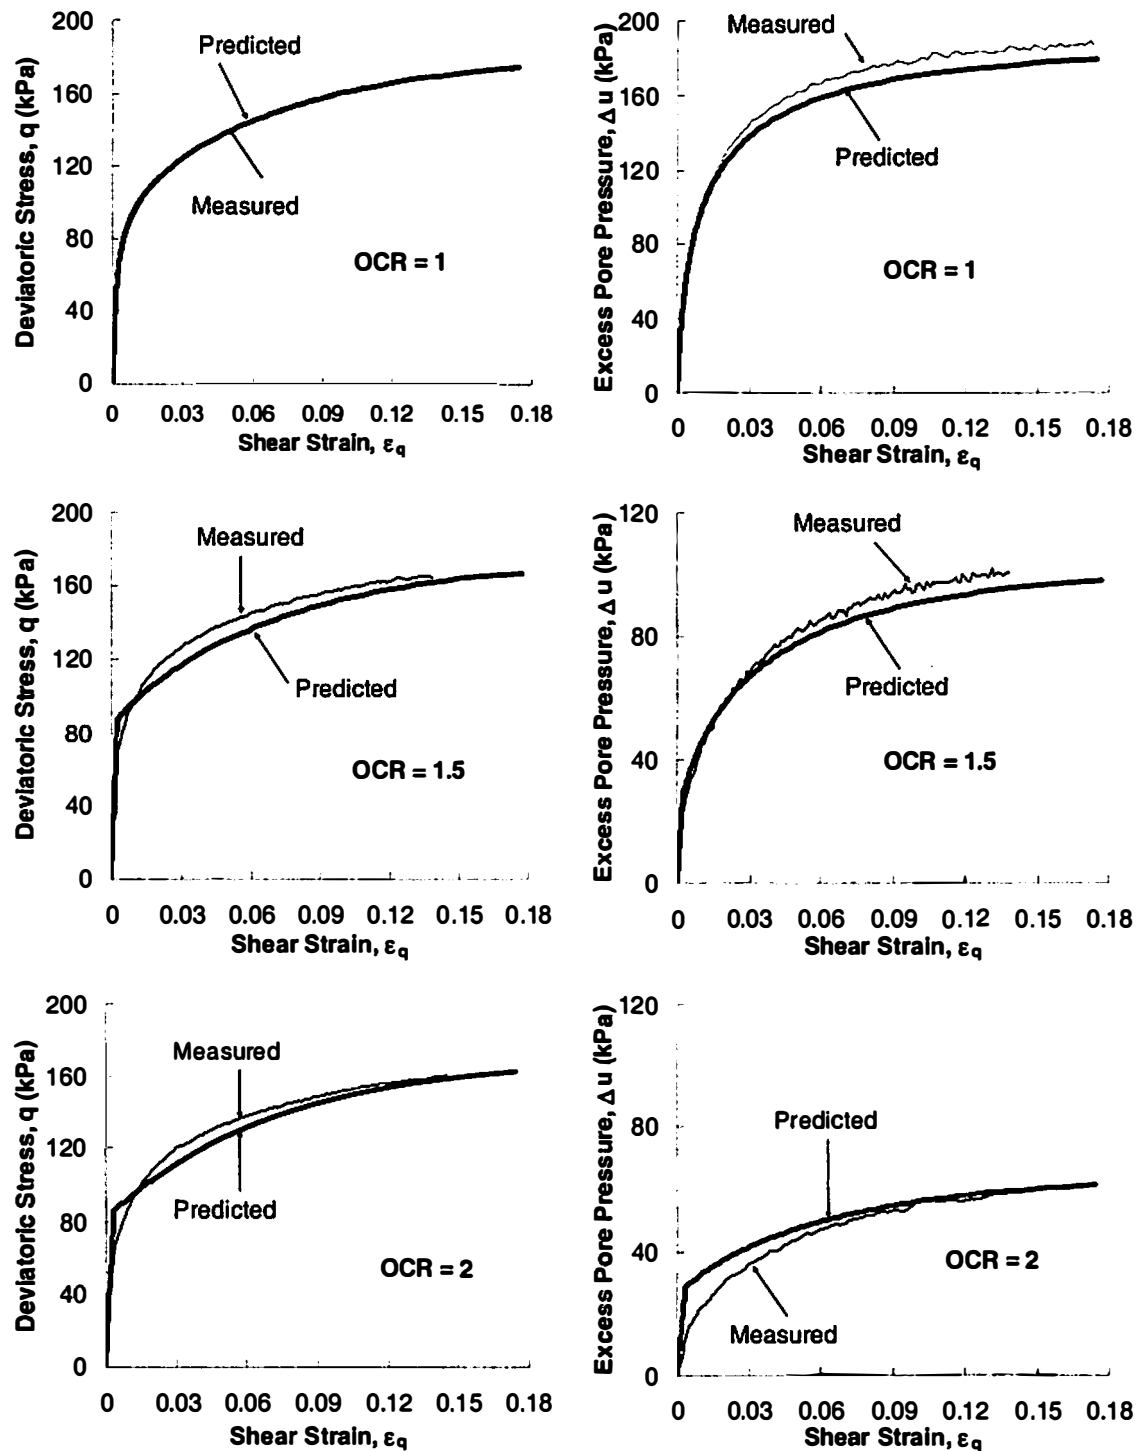 200
160
120
80
40
0
Deviatoric Stress, q (kPa)
Predicted
Measured
OCR = 1
0 0.03 0.06 0.09 0.12 0.15 0.18
Shear Strain, εq
200
160
120
80
40
0
Excess Pore Pressure, Δu (kPa)
Measured
Predicted
OCR = 1
0 0.03 0.06 0.09 0.12 0.15 0.18
Shear Strain, εq
200
160
120
80
40
0
Deviatoric Stress, q (kPa)
Measured
Predicted
OCR = 1.5
0 0.03 0.06 0.09 0.12 0.15 0.18
Shear Strain, εq
120
80
40
0
Excess Pore Pressure, Δu (kPa)
Measured
Predicted
OCR = 1.5
0 0.03 0.06 0.09 0.12 0.15 0.18
Shear Strain, εq
200
160
120
80
40
0
Deviatoric Stress, q (kPa)
Measured
Predicted
OCR = 2
0 0.03 0.06 0.09 0.12 0.15 0.18
Shear Strain, εq
120
80
40
0
Excess Pore Pressure, Δu (kPa)
Predicted
OCR = 2
Measured
0 0.03 0.06 0.09 0.12 0.15 0.18
Shear Strain, εq